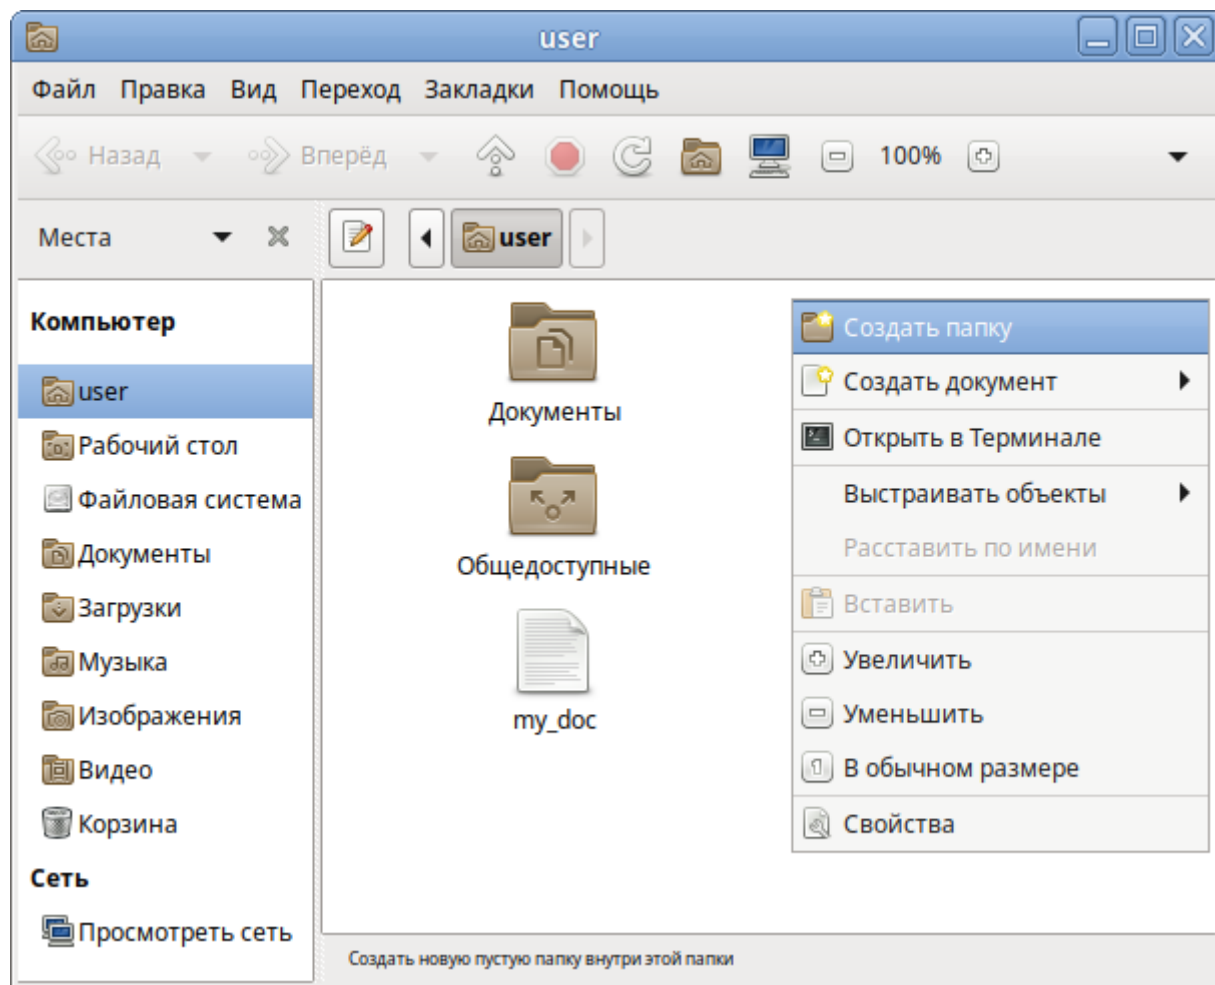 user
Файл Правка Вид Переход Закладки Помощь
Назад Вперёд 100%
Места user
Компьютер
user
Рабочий стол
Файловая система
Документы
Загрузки
Музыка
Изображения
Видео
Корзина
Сеть
Просмотреть сеть
Документы
Общедоступные
my_doc
Создать папку
Создать документ
Открыть в Терминале
Выстраивать объекты
Расставить по имени
Вставить
Увеличить
Уменьшить
В обычном размере
Свойства
Создать новую пустую папку внутри этой папки